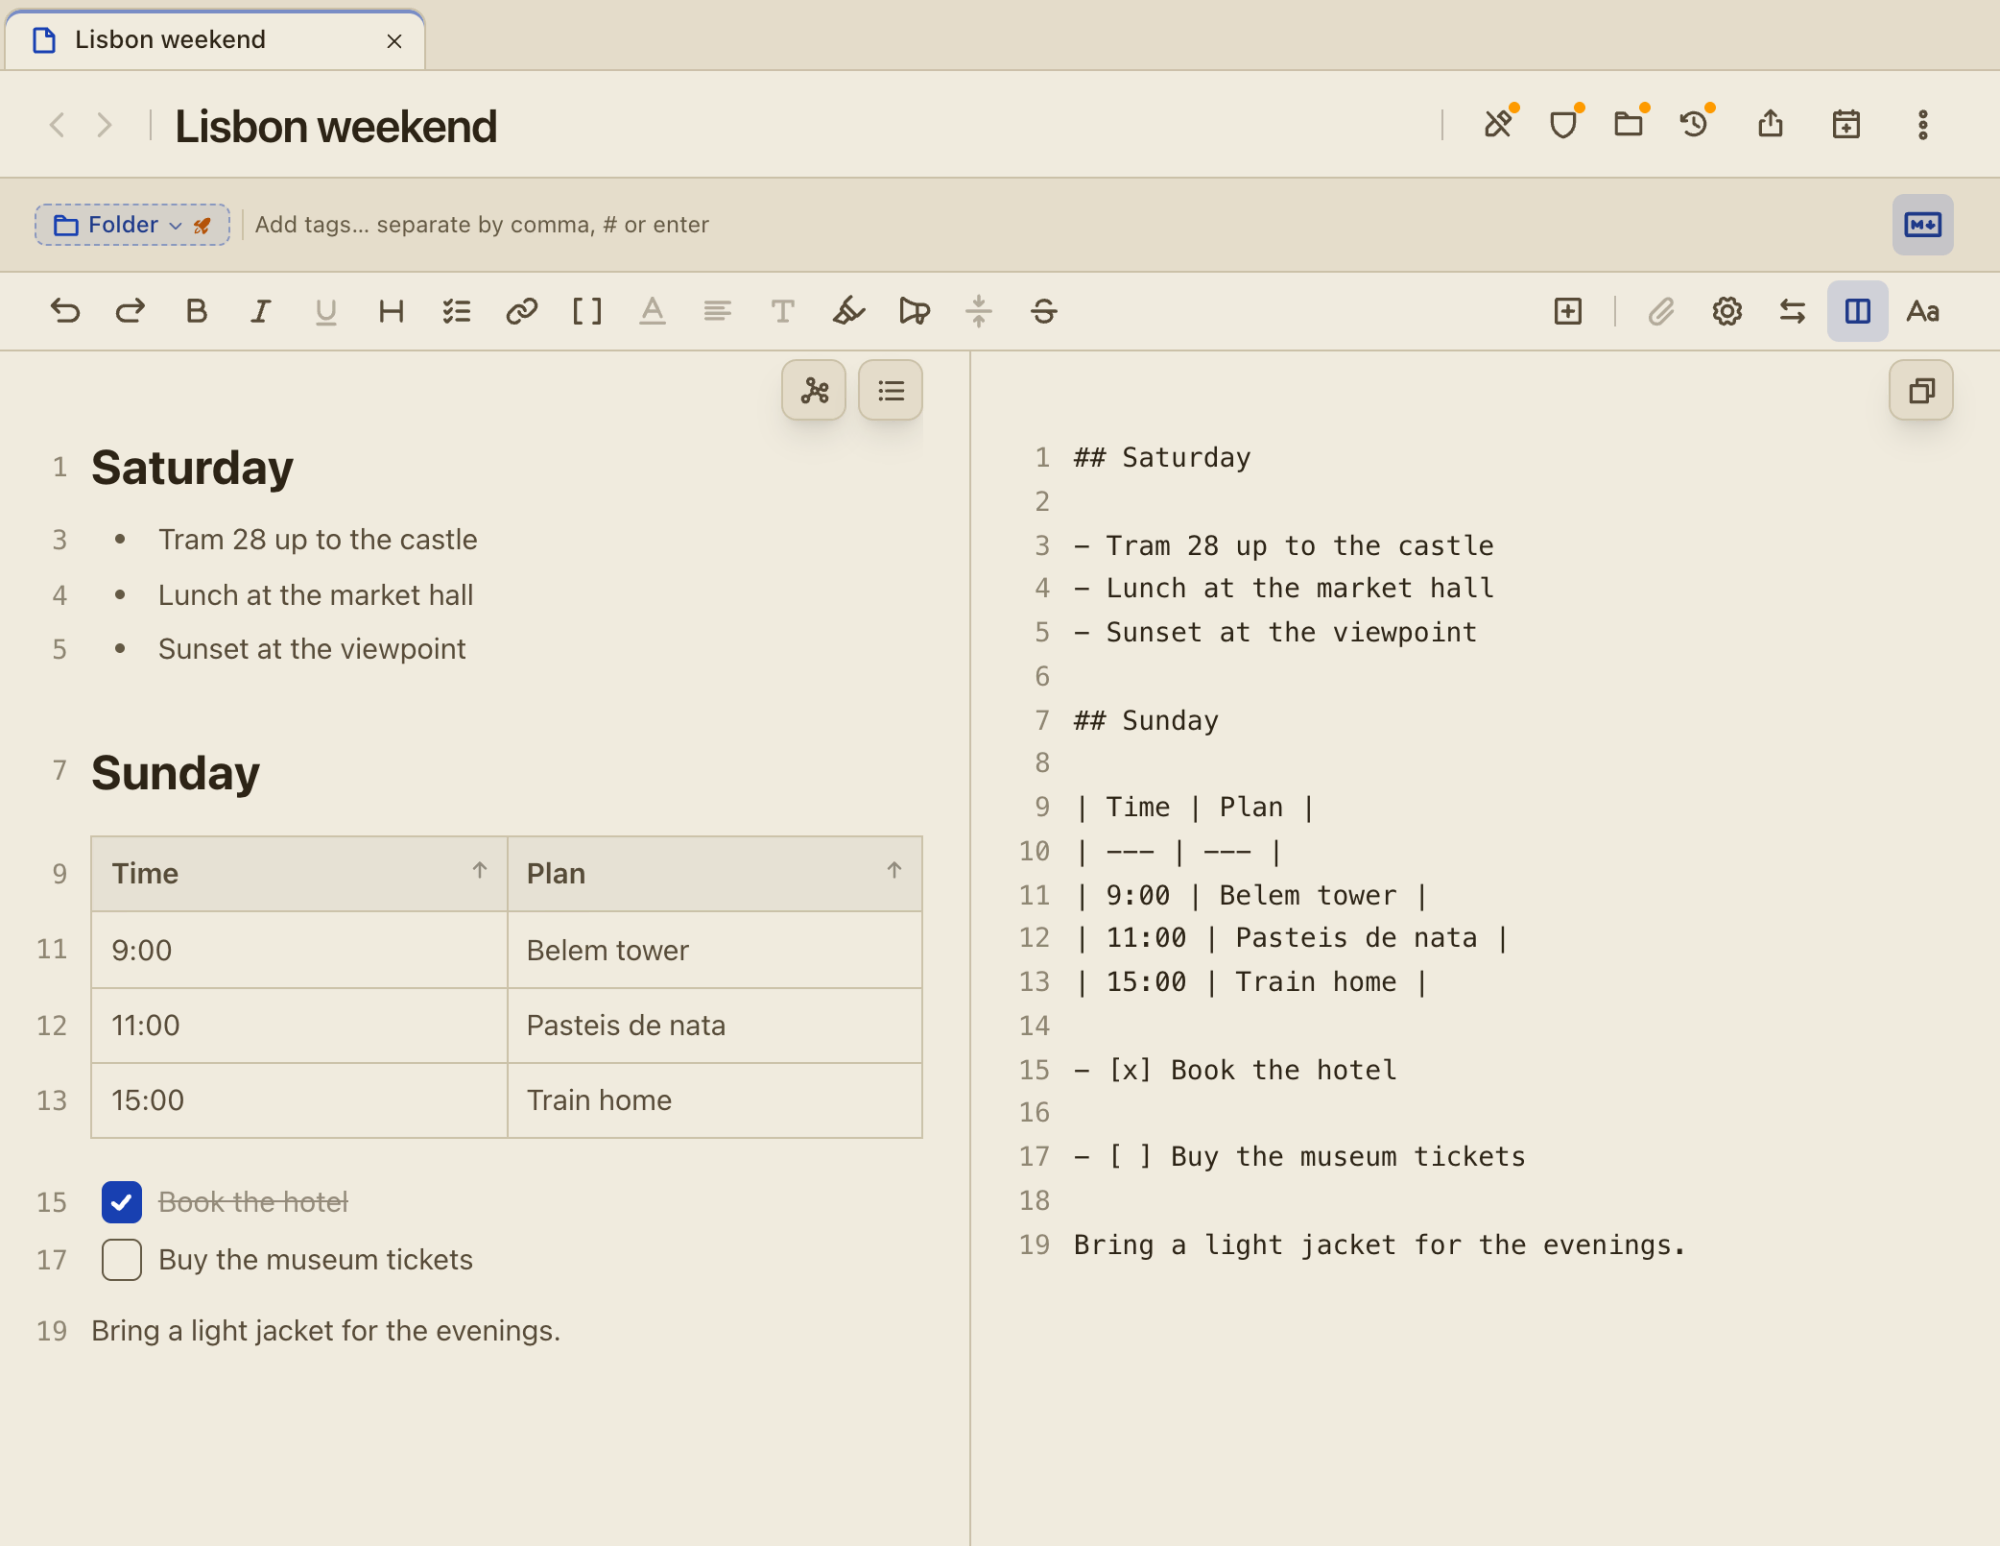 Lisbon weekend
Lisbon weekend
Folder
Add tags... separate by comma, # or enter
Aa
1 Saturday
3 • Tram 28 up to the castle
4 • Lunch at the market hall
5 • Sunset at the viewpoint
7 Sunday
9 Time ↑ Plan ↑
11 9:00 Belem tower
12 11:00 Pasteis de nata
13 15:00 Train home
15 Book the hotel
17 Buy the museum tickets
19 Bring a light jacket for the evenings.
1 ## Saturday
2
3 - Tram 28 up to the castle
4 - Lunch at the market hall
5 - Sunset at the viewpoint
6
7 ## Sunday
8
9 | Time | Plan |
10 | --- | --- |
11 | 9:00 | Belem tower |
12 | 11:00 | Pasteis de nata |
13 | 15:00 | Train home |
14
15 - [x] Book the hotel
16
17 - [ ] Buy the museum tickets
18
19 Bring a light jacket for the evenings.